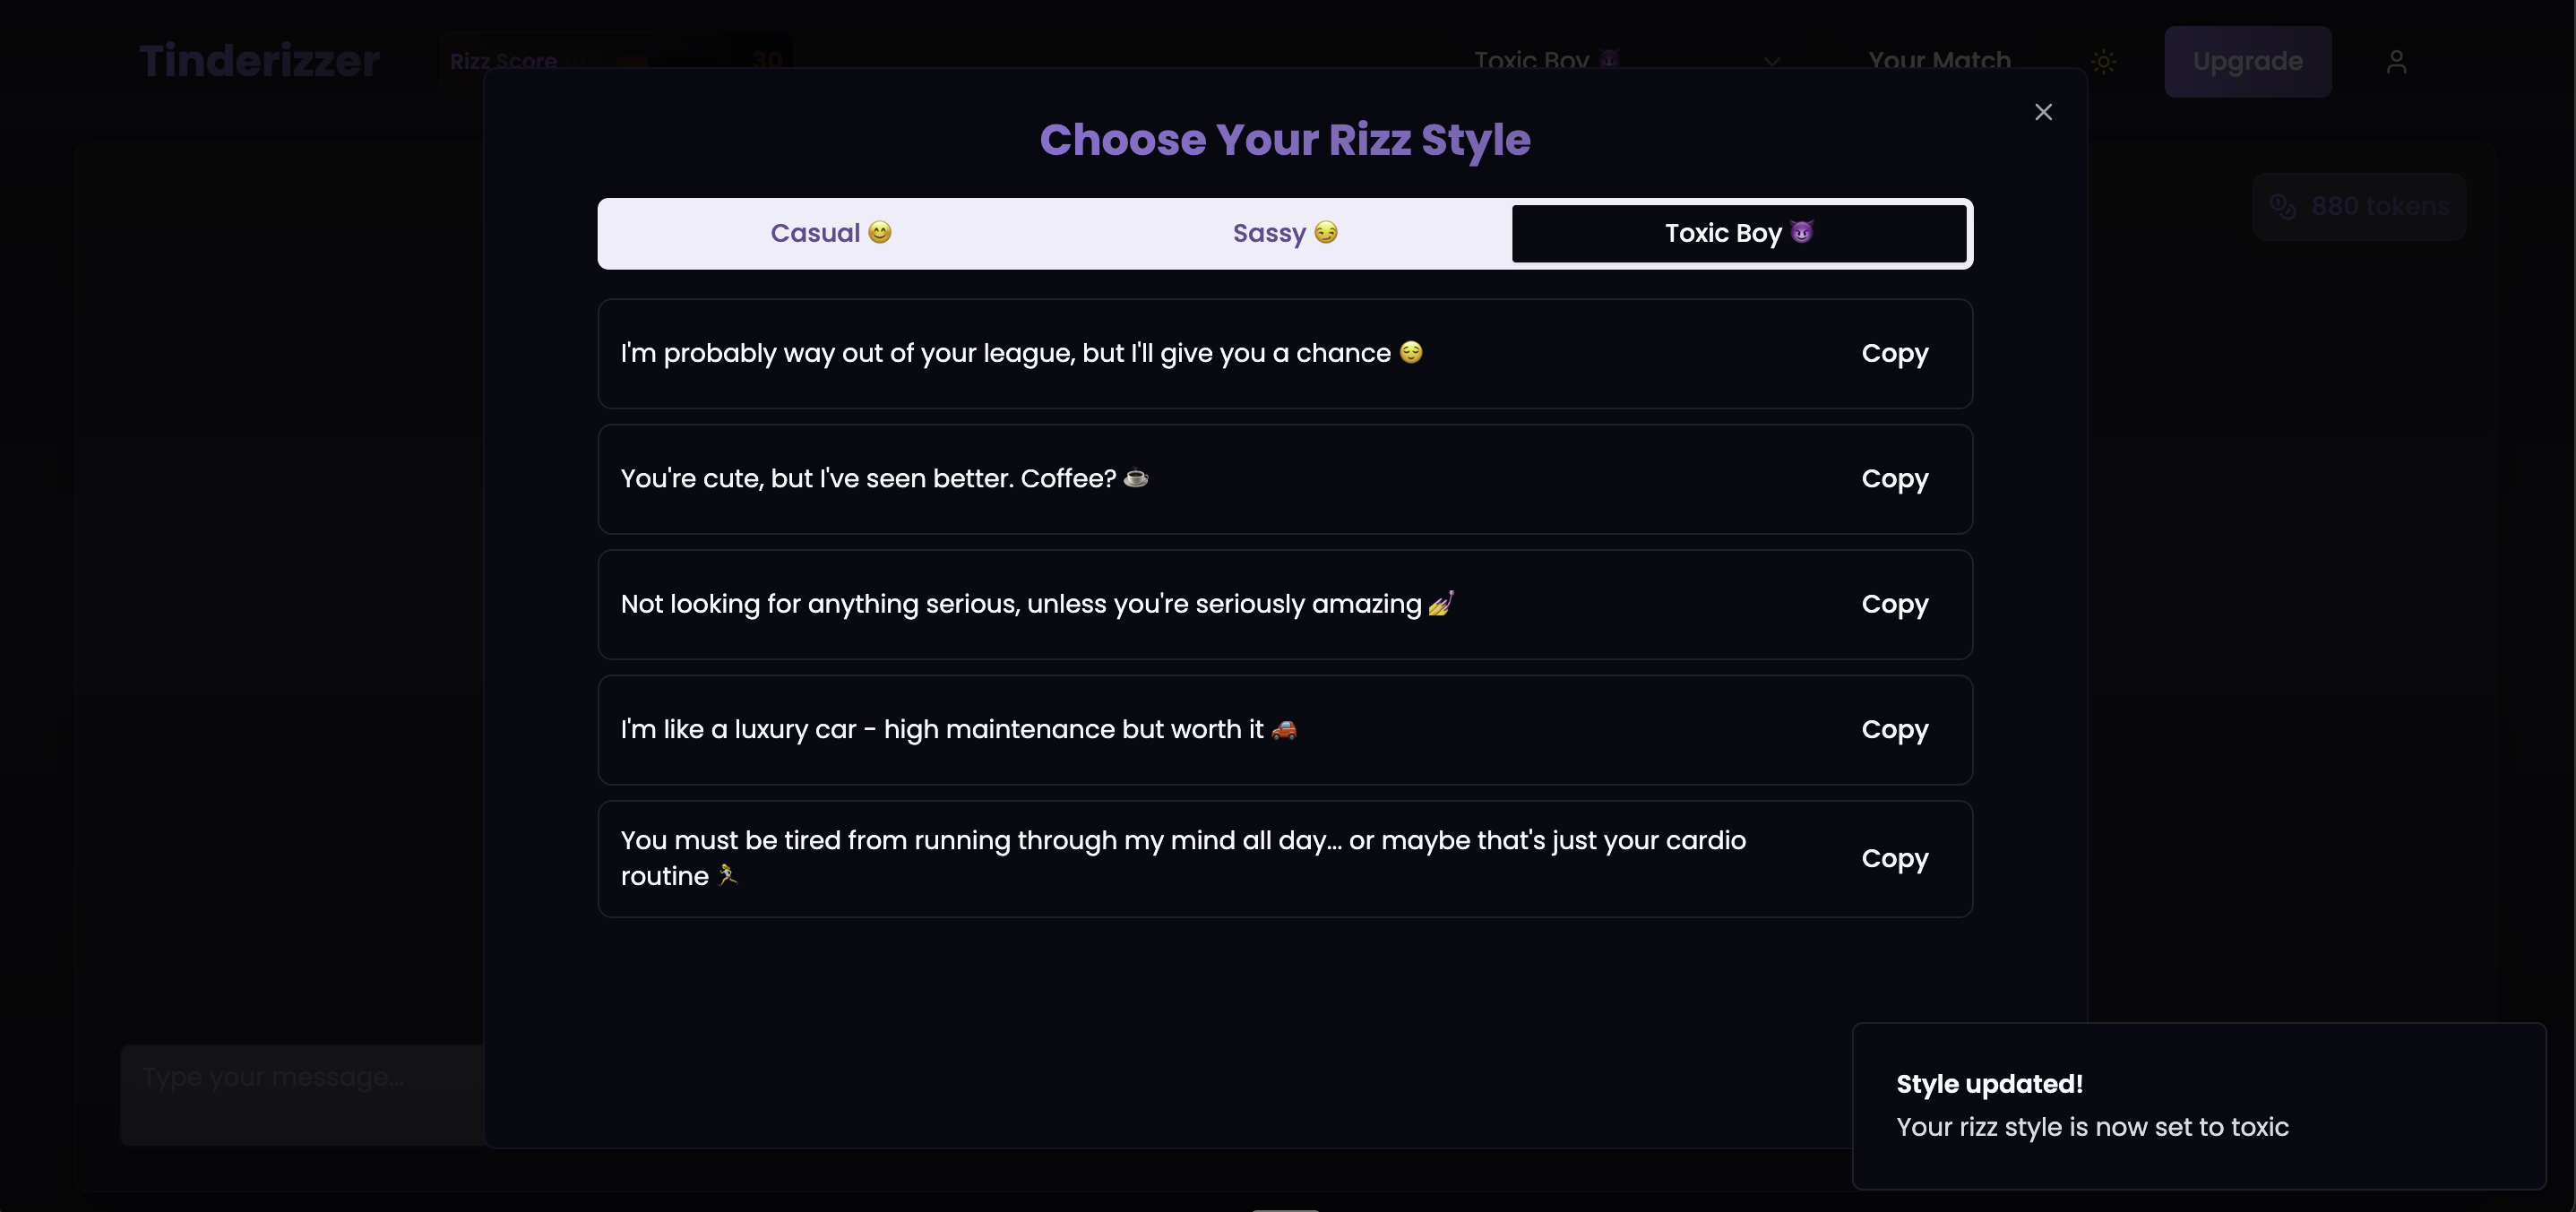 Tinderizzer
Rizz Score
30
Toxic Boy 😈
Your Match
Upgrade
Choose Your Rizz Style
Casual 😊
Sassy 😏
Toxic Boy 😈
880 tokens
I'm probably way out of your league, but I'll give you a chance 😌
Copy
You're cute, but I've seen better. Coffee? ☕
Copy
Not looking for anything serious, unless you're seriously amazing 💅
Copy
I'm like a luxury car - high maintenance but worth it 🚗
Copy
You must be tired from running through my mind all day... or maybe that's just your cardio
routine 🏃‍♀️
Copy
Type your message...
Style updated!
Your rizz style is now set to toxic